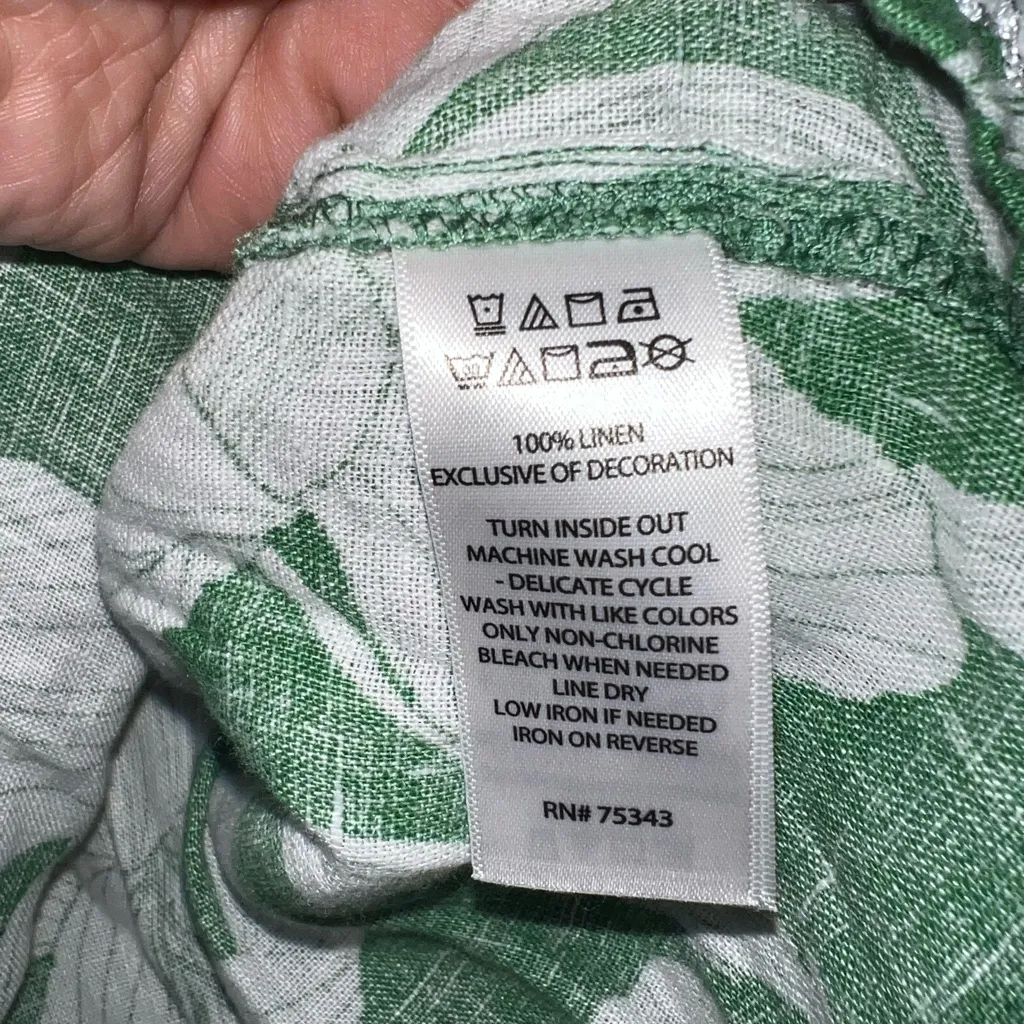 30
100% LINEN
EXCLUSIVE OF DECORATION
TURN INSIDE OUT
MACHINE WASH COOL
- DELICATE CYCLE
WASH WITH LIKE COLORS
ONLY NON-CHLORINE
BLEACH WHEN NEEDED
LINE DRY
LOW IRON IF NEEDED
IRON ON REVERSE
RN# 75343